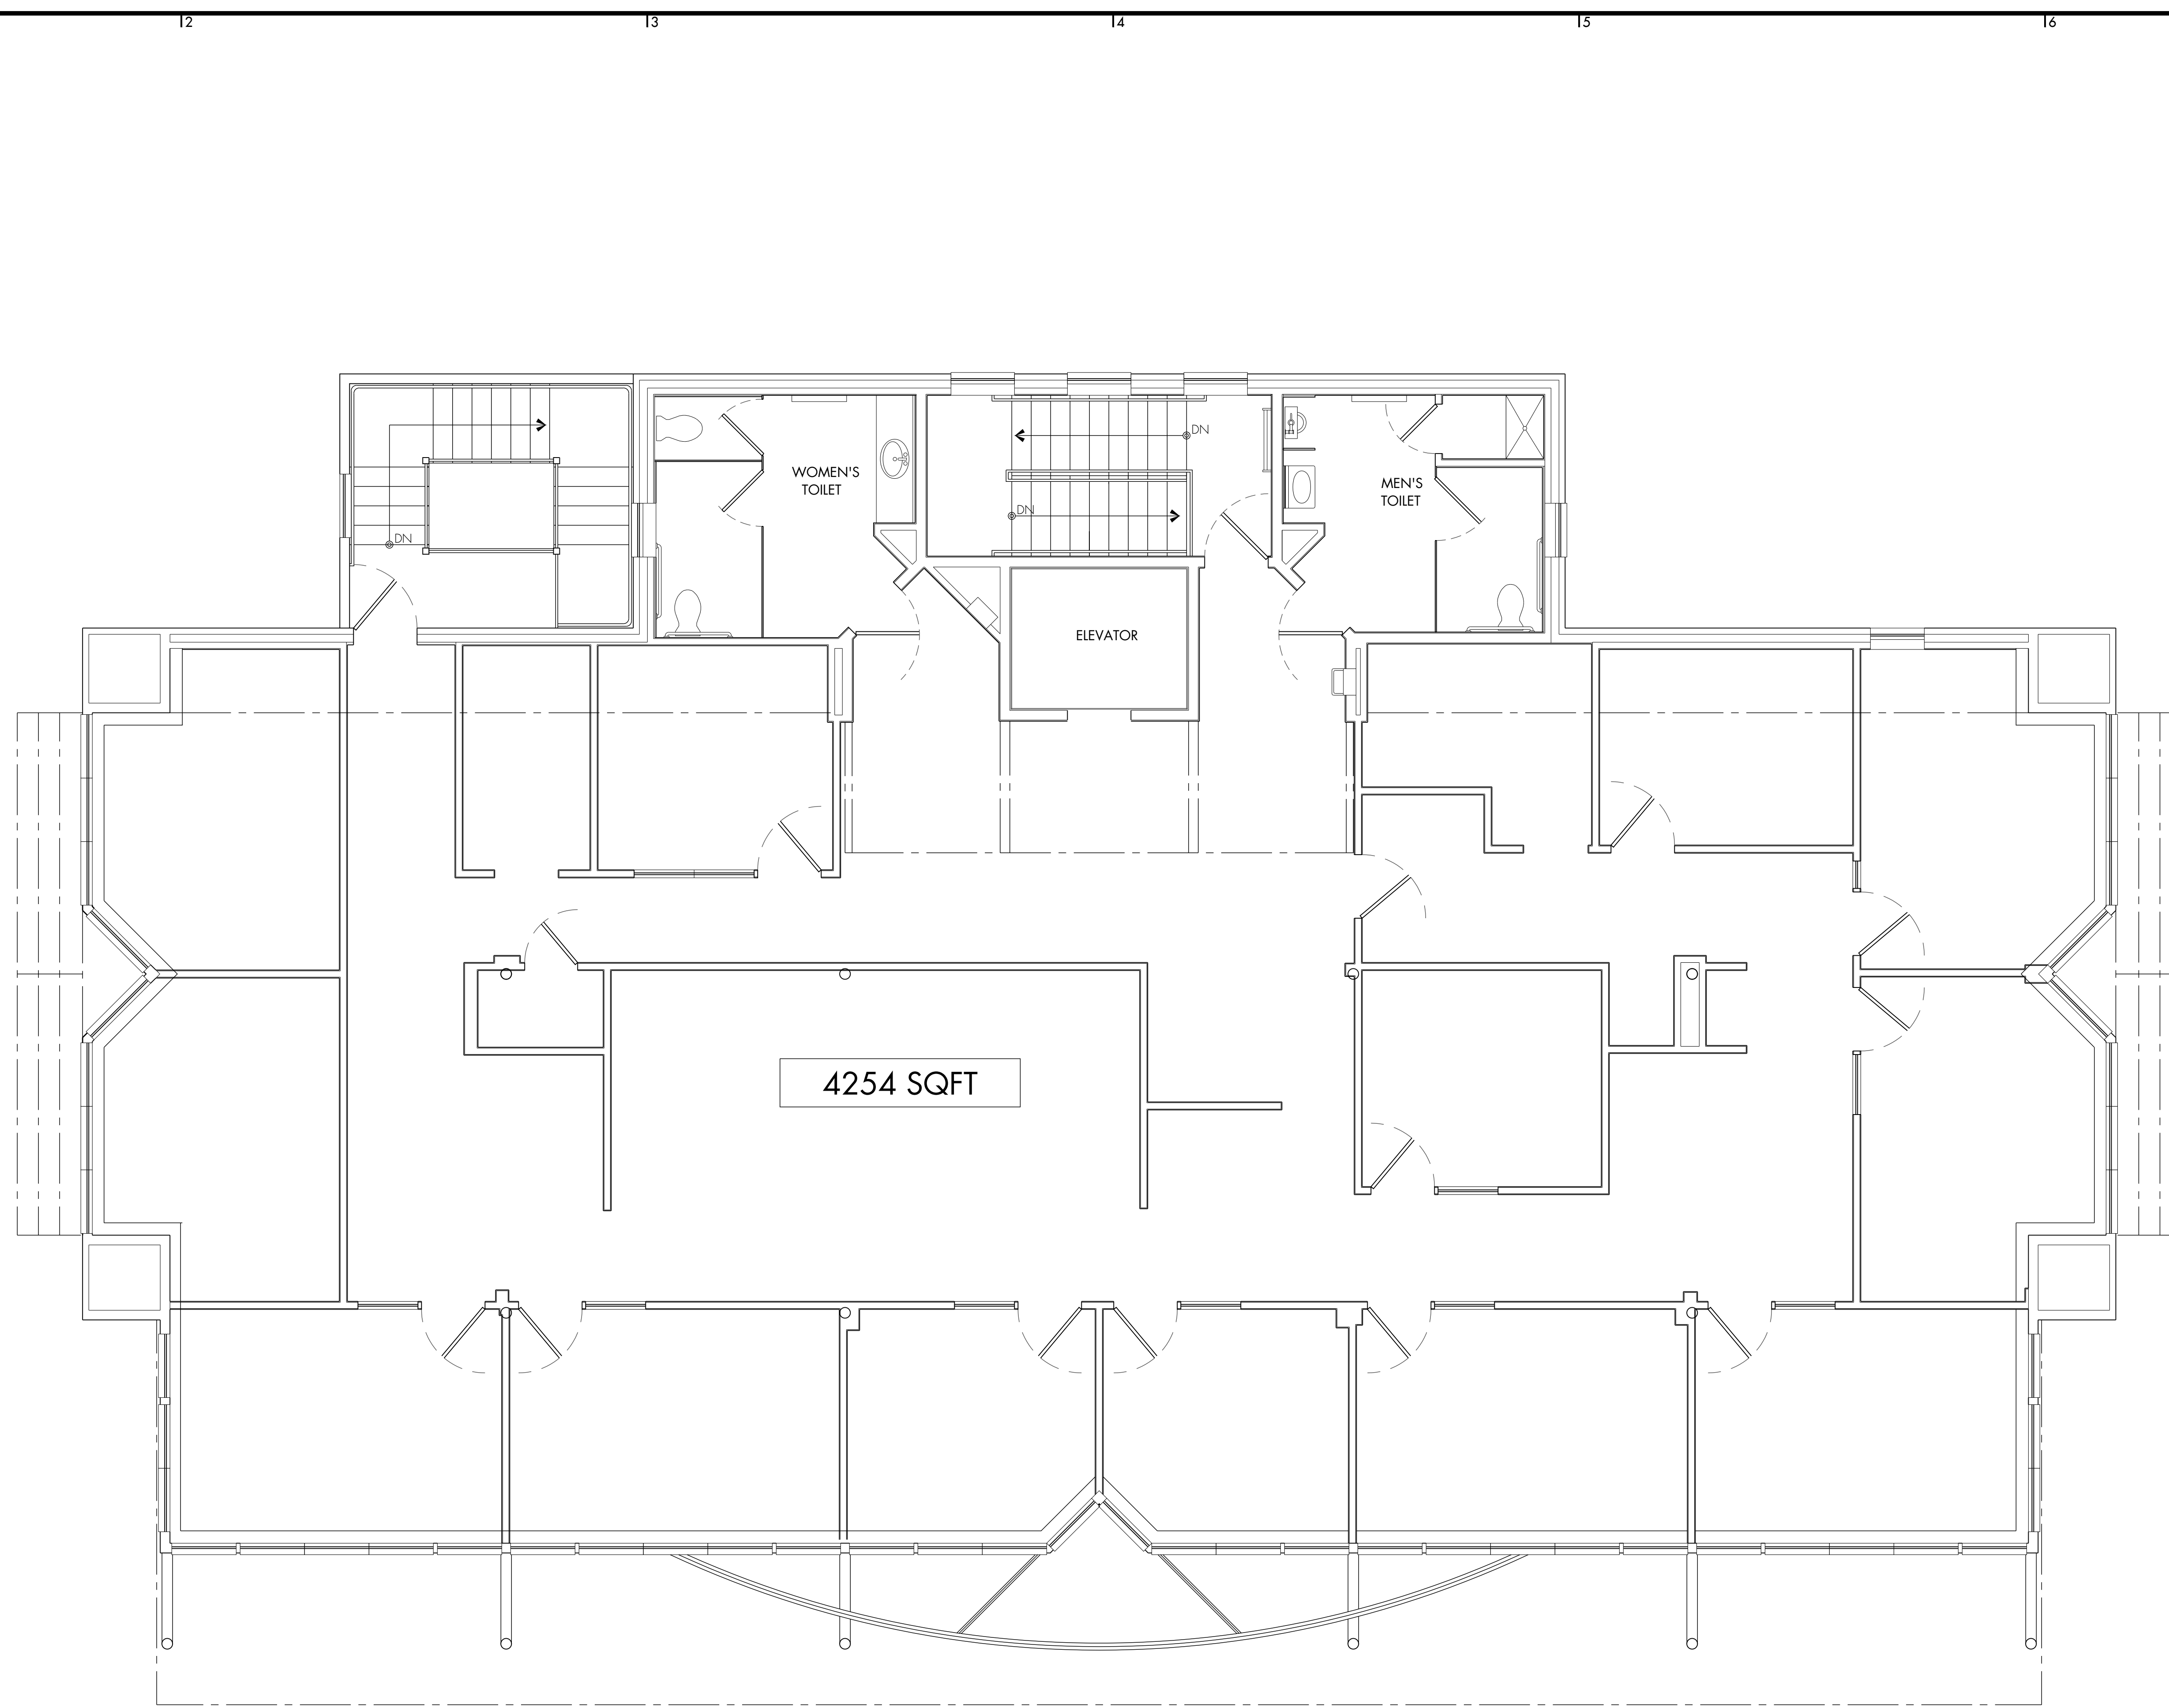 2
3
4
5
6
DN
WOMEN'S
TOILET
MEN'S
TOILET
DN
DN
ELEVATOR
4254 SQFT